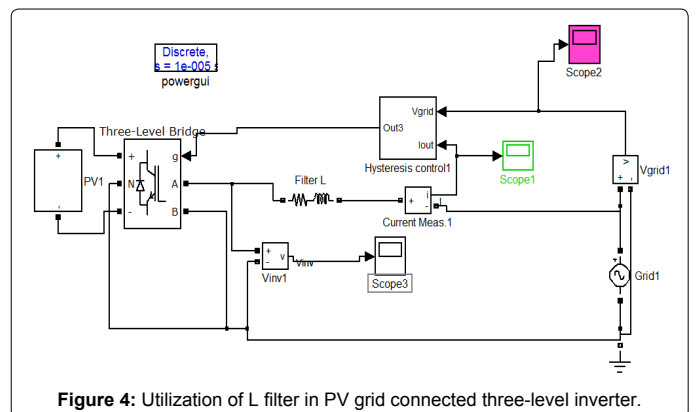 Discrete,
s = 1e-005 s
powergui
Scope2
Vgrid
Out3
Iout
Hysteresis control1
Three-Level Bridge
+
g
N
A
-
B
+
PV1
-
Filter L
+
i
-
Current Meas.1
Scope1
v
+ -
Vgrid1
+
-
v
Vinv
Vinv1
Scope3
Grid1
Figure 4: Utilization of L filter in PV grid connected three-level inverter.